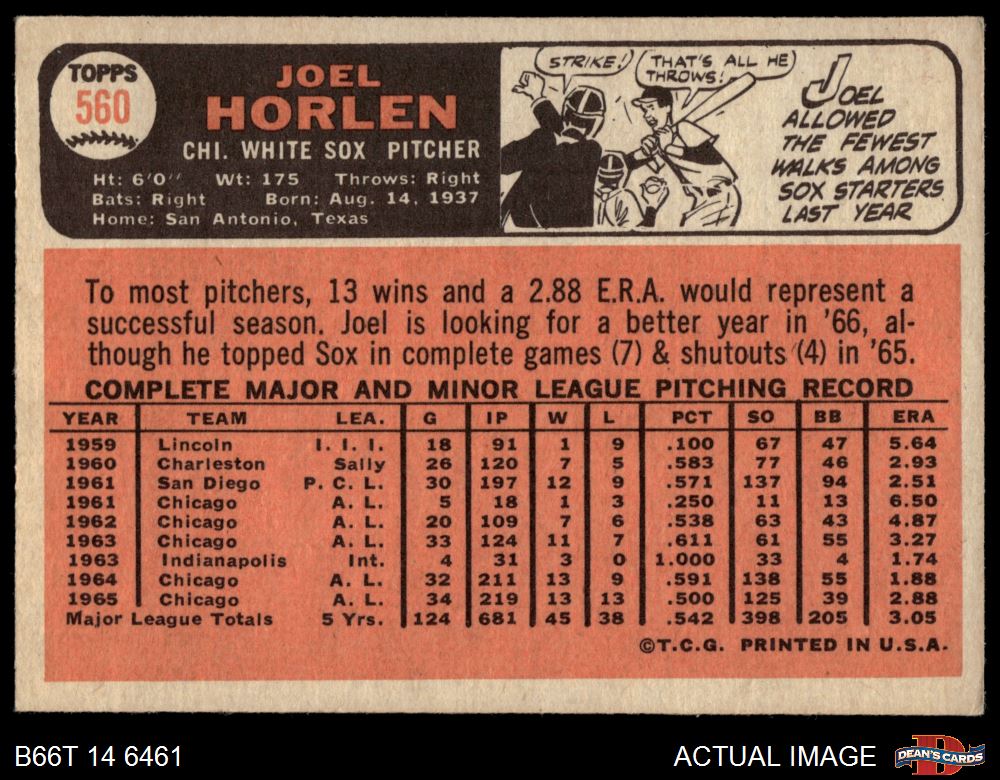 TOPPS
560
JOEL
HORLEN
CHI. WHITE SOX PITCHER
Ht: 6'0" Wt: 175 Throws: Right
Bats: Right Born: Aug. 14, 1937
Home: San Antonio, Texas
STRIKE!
THAT'S ALL HE
THROWS!
JOEL
ALLOWED
THE FEWEST
WALKS AMONG
SOX STARTERS
LAST YEAR
To most pitchers, 13 wins and a 2.88 E.R.A. would represent a
successful season. Joel is looking for a better year in '66, al-
though he topped Sox in complete games (7) & shutouts (4) in '65.
COMPLETE MAJOR AND MINOR LEAGUE PITCHING RECORD
YEAR TEAM LEA. G IP W L PCT SO BB ERA
1959 Lincoln I. I. I. 18 91 1 9 .100 67 47 5.64
1960 Charleston Sally 26 120 7 5 .583 77 46 2.93
1961 San Diego P. C. L. 30 197 12 9 .571 137 94 2.51
1961 Chicago A. L. 5 18 1 3 .250 11 13 6.50
1962 Chicago A. L. 20 109 7 6 .538 63 43 4.87
1963 Chicago A. L. 33 124 11 7 .611 61 55 3.27
1963 Indianapolis Int. 4 31 3 0 1.000 33 4 1.74
1964 Chicago A. L. 32 211 13 9 .591 138 55 1.88
1965 Chicago A. L. 34 219 13 13 .500 125 39 2.88
Major League Totals 5 Yrs. 124 681 45 38 .542 398 205 3.05
©T.C.G. PRINTED IN U.S.A.
B66T 14 6461
ACTUAL IMAGE
DEAN'S CARDS